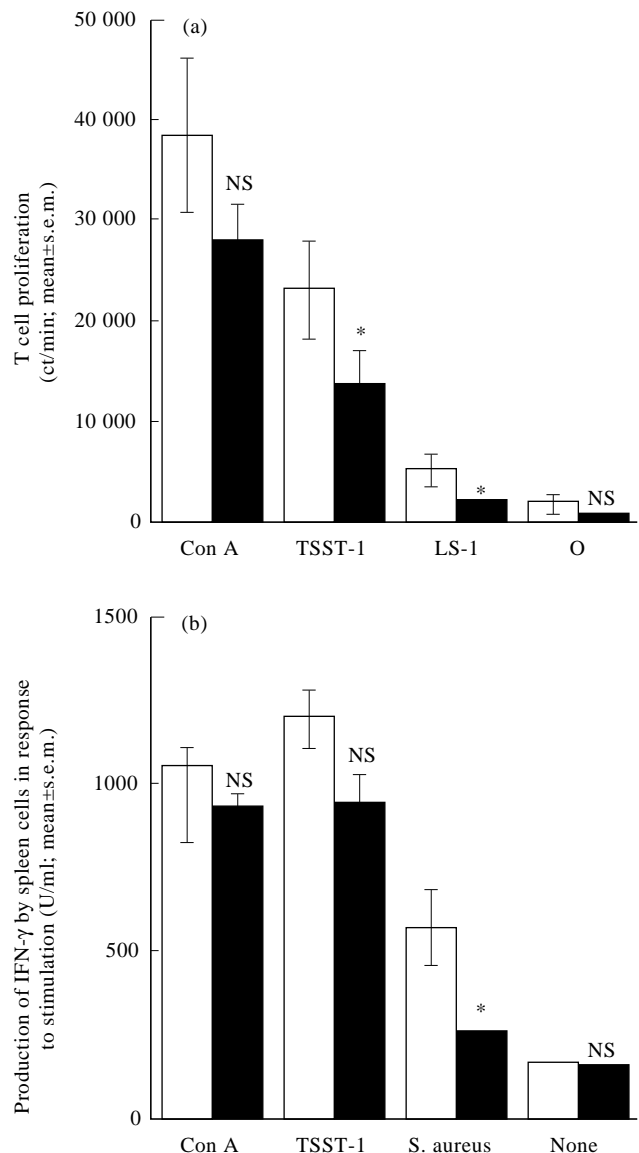 (a)
50 000
40 000
30 000
20 000
10 000
0
T cell proliferation
(ct/min; mean±s.e.m.)
NS
*
*
NS
Con A TSST-1 LS-1 O
(b)
1500
1000
500
0
Production of IFN-γ by spleen cells in response
to stimulation (U/ml; mean±s.e.m.)
NS
NS
*
NS
Con A TSST-1 S. aureus None